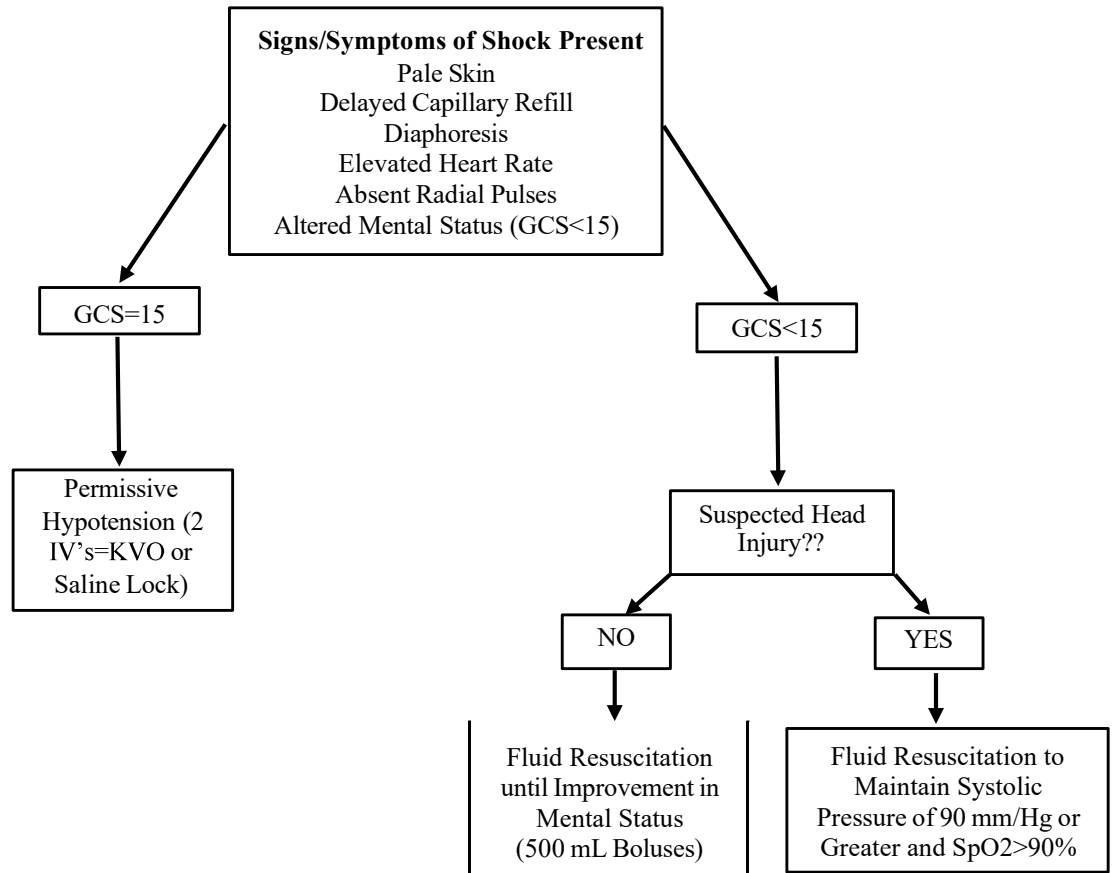 Signs/Symptoms of Shock Present
Pale Skin
Delayed Capillary Refill
Diaphoresis
Elevated Heart Rate
Absent Radial Pulses
Altered Mental Status (GCS<15)
GCS=15
GCS<15
Permissive
Hypotension (2
IV’s=KVO or
Saline Lock)
Suspected Head
Injury??
NO
YES
Fluid Resuscitation
until Improvement in
Mental Status
(500 mL Boluses)
Fluid Resuscitation to
Maintain Systolic
Pressure of 90 mm/Hg or
Greater and SpO2>90%